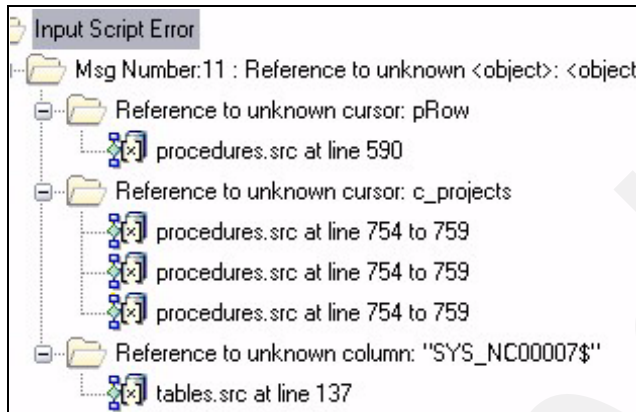 Input Script Error
Msg Number:11 : Reference to unknown <object>: <object
Reference to unknown cursor: pRow
procedures.src at line 590
Reference to unknown cursor: c_projects
procedures.src at line 754 to 759
procedures.src at line 754 to 759
procedures.src at line 754 to 759
Reference to unknown column: "SYS_NC00007$"
tables.src at line 137